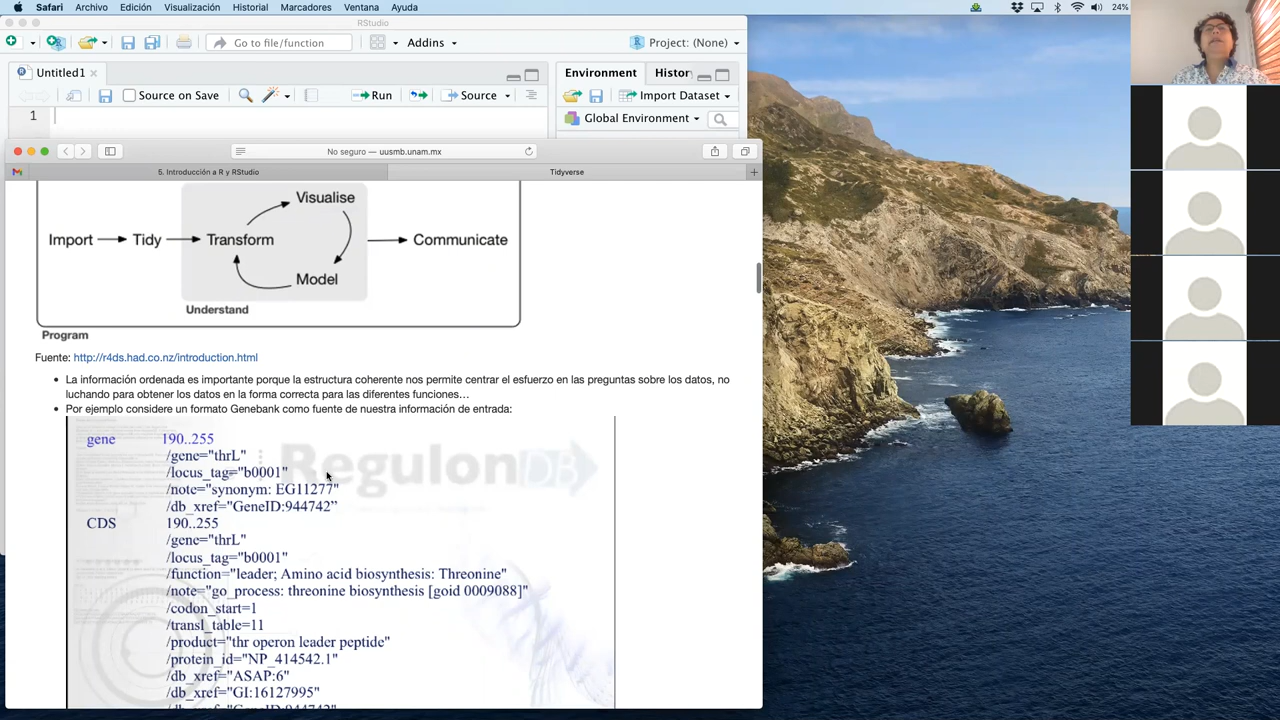 Safari Archivo Edición Visualización Historial Marcadores Ventana Ayuda 24%
RStudio
Go to file/function Addins Project: (None)
Untitled1 Environment Histor
Source on Save Run Source Import Dataset
1 Global Environment
No seguro — uusmb.unam.mx
5. Introducción a R y RStudio Tidyverse
Visualise
Import Tidy Transform Communicate
Model
Understand
Program
Fuente: http://r4ds.had.co.nz/introduction.html
• La información ordenada es importante porque la estructura coherente nos permite centrar el esfuerzo en las preguntas sobre los datos, no
luchando para obtener los datos en la forma correcta para las diferentes funciones…
• Por ejemplo considere un formato Genebank como fuente de nuestra información de entrada:
RegulonDB
gene 190..255
/gene="thrL"
/locus_tag="b0001"
/note="synonym: EG11277"
/db_xref="GeneID:944742”
CDS 190..255
/gene="thrL"
/locus_tag="b0001"
/function="leader; Amino acid biosynthesis: Threonine"
/note="go_process: threonine biosynthesis [goid 0009088]"
/codon_start=1
/transl_table=11
/product="thr operon leader peptide"
/protein_id="NP_414542.1"
/db_xref="ASAP:6"
/db_xref="GI:16127995"
/db_xref="GeneID:944742"